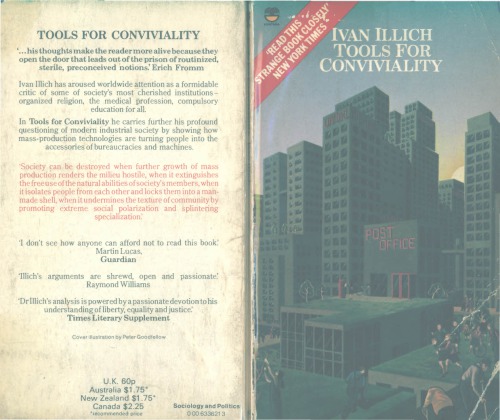 TOOLS FOR CONVIVIALITY
'...his thoughts make the reader more alive because they
open the door that leads out of the prison of routinized,
sterile, preconceived notions.' Erich Fromm
Ivan Illich has aroused worldwide attention as a formidable
critic of some of society's most cherished institutions -
organized religion, the medical profession, compulsory
education for all.
In Tools for Conviviality he carries further his profound
questioning of modern industrial society by showing how
mass-production technologies are turning people into the
accessories of bureaucracies and machines.
'Society can be destroyed when further growth of mass
production renders the milieu hostile, when it extinguishes
the free use of the natural abilities of society's members, when
it isolates people from each other and locks them into a man-
made shell, when it undermines the texture of community by
promoting extreme social polarization and splintering
specialization.'
'I don't see how anyone can afford not to read this book.'
Martin Lucas,
Guardian
'Illich's arguments are shrewd, open and passionate.'
Raymond Williams
'Dr Illich's analysis is powered by a passionate devotion to his
understanding of liberty, equality and justice.'
Times Literary Supplement
Cover illustration by Peter Goodfellow
U.K. 60p
Australia $1.75*
New Zealand $1.75*
Canada $2.25
*recommended price
Sociology and Politics
0 00 633621 3
'READ THIS
STRANGE BOOK CLOSELY'
NEW YORK TIMES
IVAN ILLICH
TOOLS FOR
CONVIVIALITY
POST
OFFICE